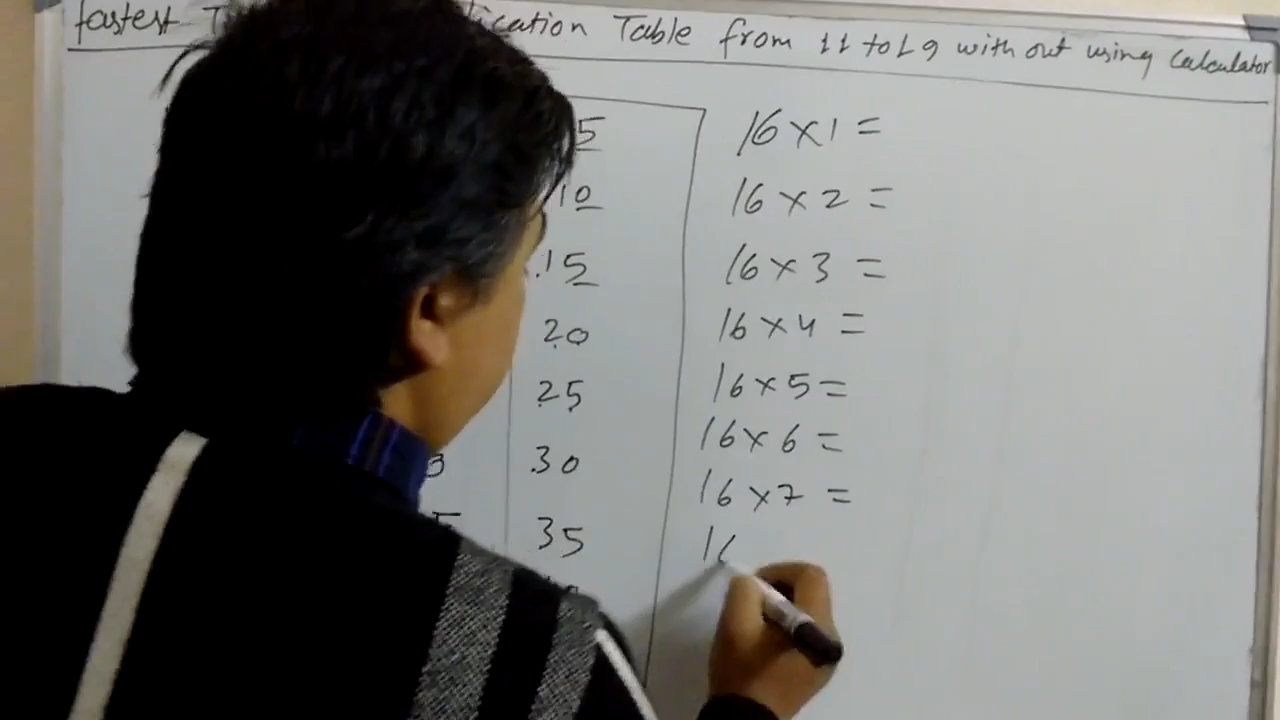 fastest Table from 11 to 19 with out using calculator
5
10
15
20
25
3 30
35
16 x 1 =
16 x 2 =
16 x 3 =
16 x 4 =
16 x 5 =
16 x 6 =
16 x 7 =